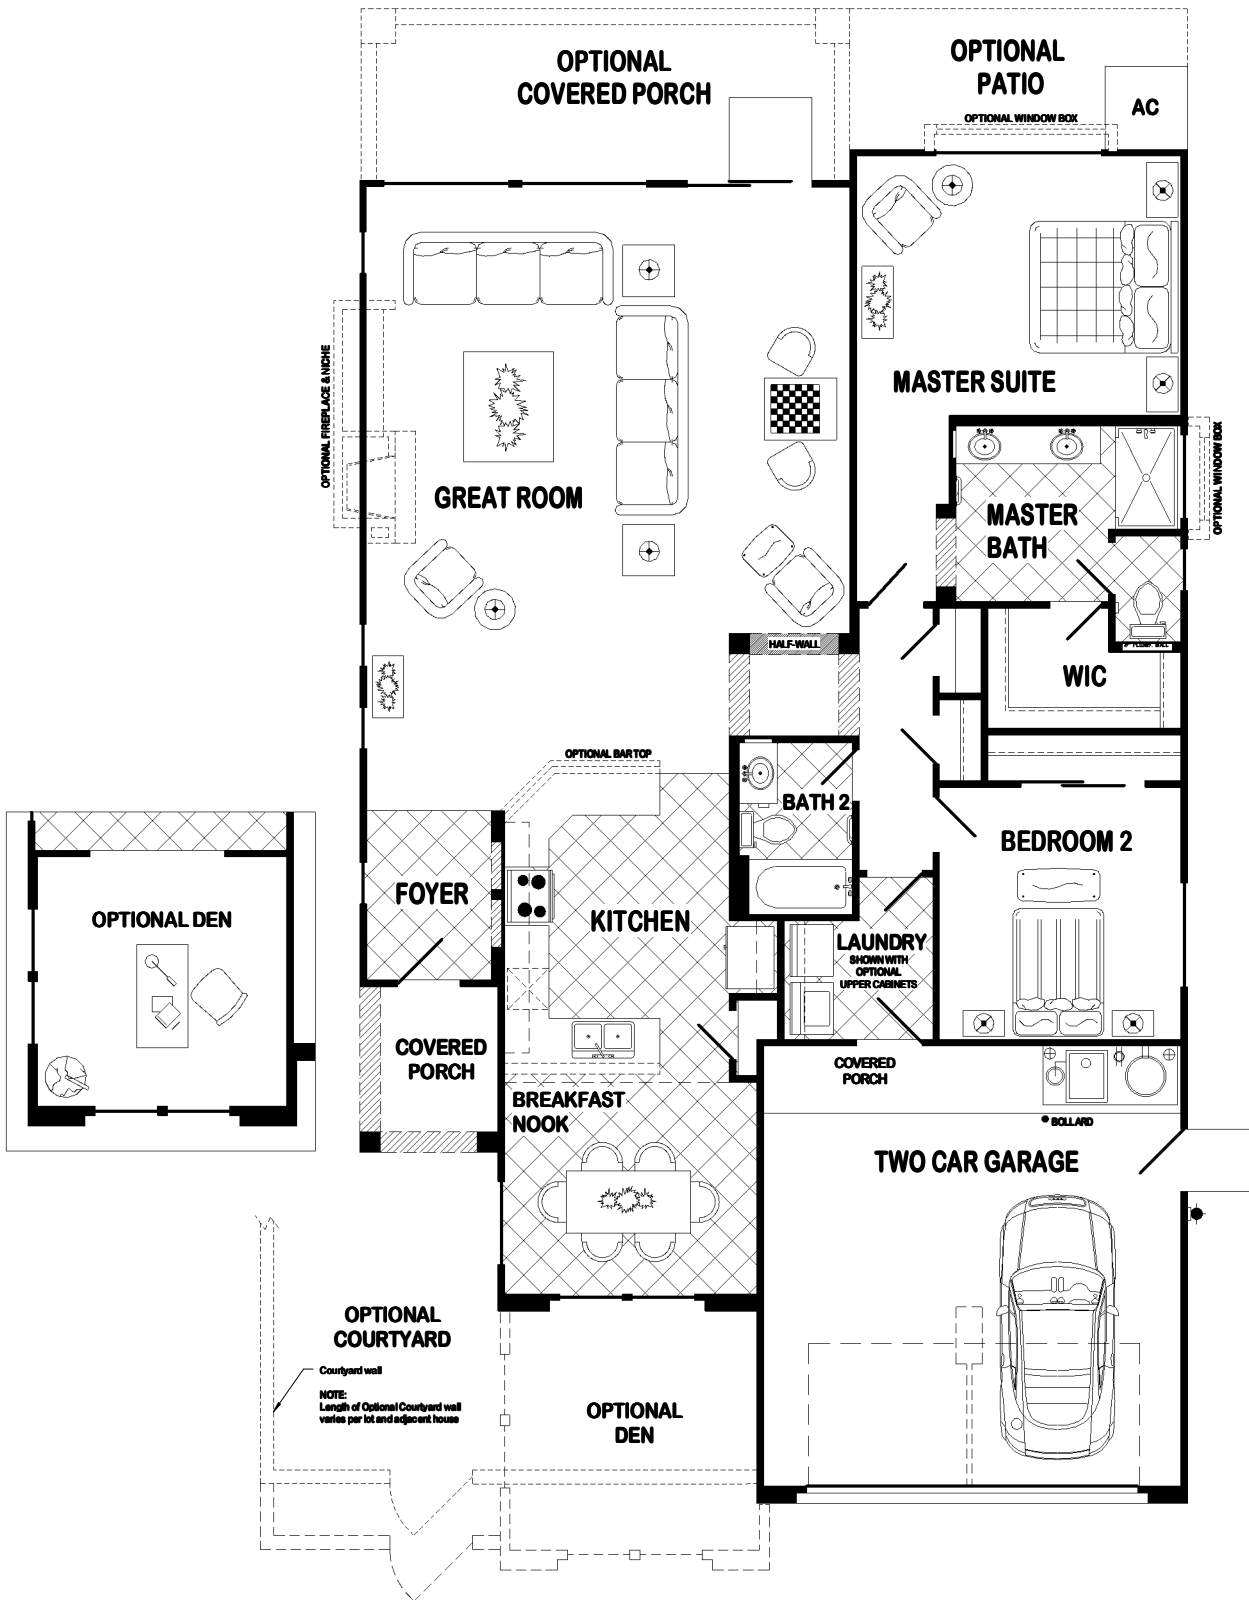 OPTIONAL
COVERED PORCH
OPTIONAL
PATIO
AC
OPTIONAL WINDOW BOX
OPTIONAL FIREPLACE & NICHE
MASTER SUITE
GREAT ROOM
OPTIONAL WINDOW BOX
MASTER
BATH
HALF-WALL
WIC
OPTIONAL BAR TOP
BATH 2
BEDROOM 2
FOYER
OPTIONAL DEN
KITCHEN
LAUNDRY
SHOWN WITH
OPTIONAL
UPPER CABINETS
COVERED
PORCH
COVERED
PORCH
BREAKFAST
NOOK
BOLLARD
TWO CAR GARAGE
OPTIONAL
COURTYARD
Courtyard wall
NOTE:
Length of Optional Courtyard wall
varies per lot and adjacent house
OPTIONAL
DEN